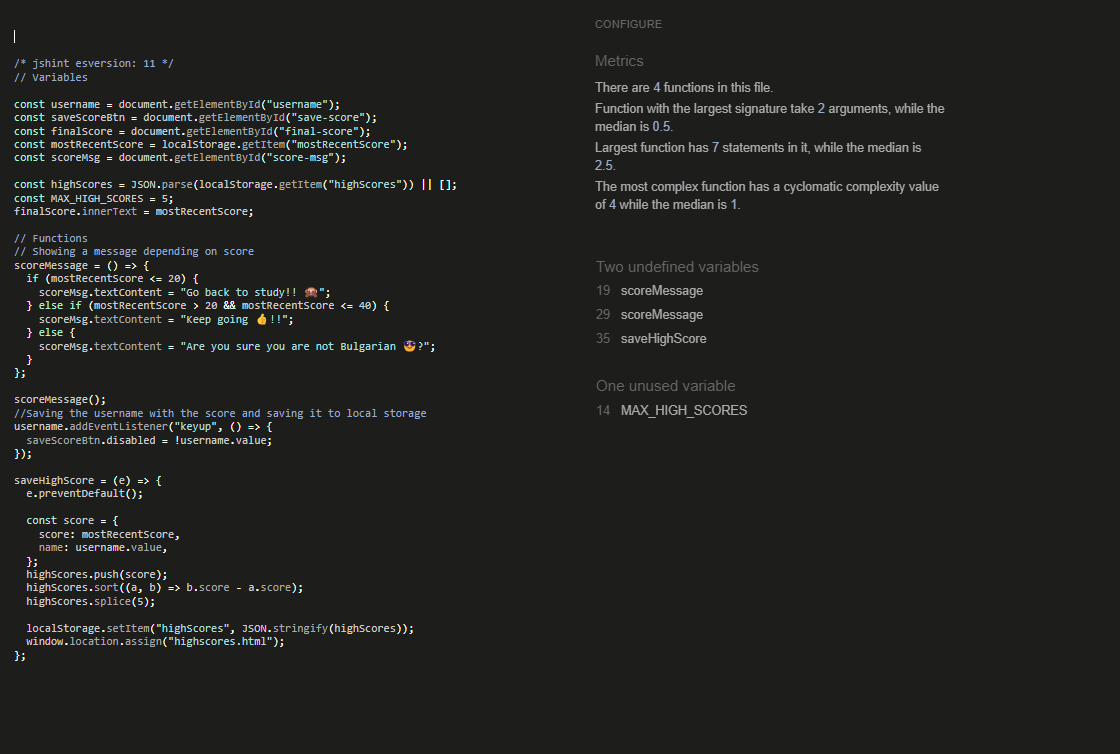 /* jshint esversion: 11 */
// Variables
const username = document.getElementById("username");
const saveScoreBtn = document.getElementById("save-score");
const finalScore = document.getElementById("final-score");
const mostRecentScore = localStorage.getItem("mostRecentScore");
const scoreMsg = document.getElementById("score-msg");
const highScores = JSON.parse(localStorage.getItem("highScores")) || [];
const MAX_HIGH_SCORES = 5;
finalScore.innerText = mostRecentScore;
// Functions
// Showing a message depending on score
scoreMessage = () => {
if (mostRecentScore <= 20) {
scoreMsg.textContent = "Go back to study!! 🙈";
} else if (mostRecentScore > 20 && mostRecentScore <= 40) {
scoreMsg.textContent = "Keep going 👍!!";
} else {
scoreMsg.textContent = "Are you sure you are not Bulgarian 😎?";
}
};
scoreMessage();
//Saving the username with the score and saving it to local storage
username.addEventListener("keyup", () => {
saveScoreBtn.disabled = !username.value;
});
saveHighScore = (e) => {
e.preventDefault();
const score = {
score: mostRecentScore,
name: username.value,
};
highScores.push(score);
highScores.sort((a, b) => b.score - a.score);
highScores.splice(5);
localStorage.setItem("highScores", JSON.stringify(highScores));
window.location.assign("highscores.html");
};
CONFIGURE
Metrics
There are 4 functions in this file.
Function with the largest signature take 2 arguments, while the
median is 0.5.
Largest function has 7 statements in it, while the median is
2.5.
The most complex function has a cyclomatic complexity value
of 4 while the median is 1.
Two undefined variables
19 scoreMessage
29 scoreMessage
35 saveHighScore
One unused variable
14 MAX_HIGH_SCORES